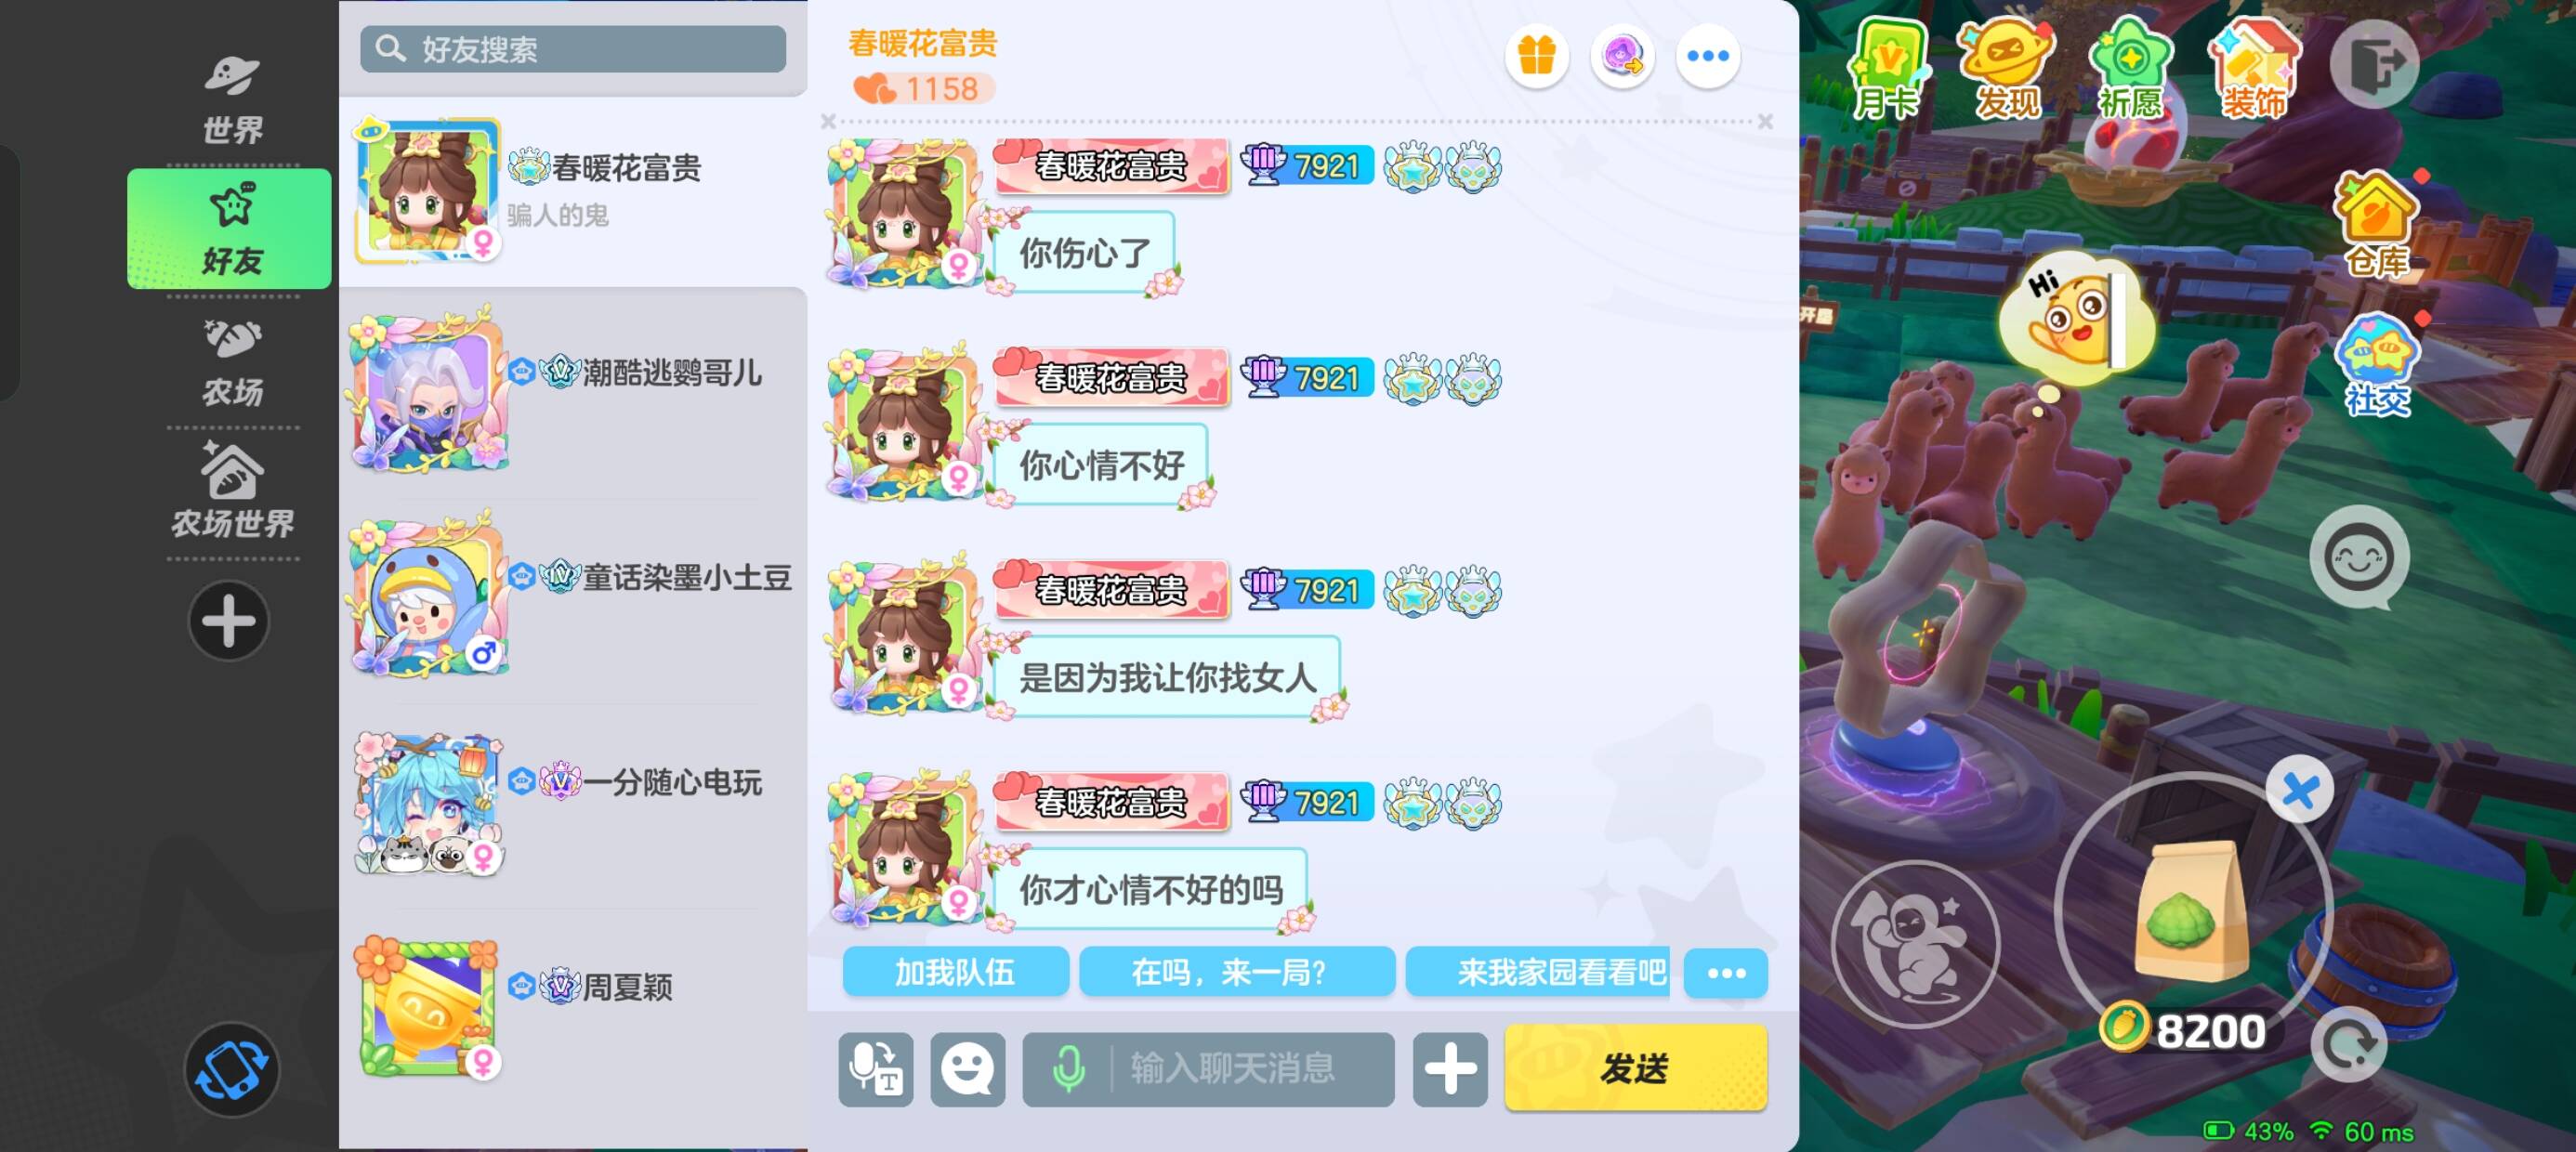 世界
好友
农场
农场世界
好友搜索
春暖花富贵
骗人的鬼
潮酷逃鹦哥儿
童话染墨小土豆
一分随心电玩
周夏颖
春暖花富贵
1158
春暖花富贵 7921
你伤心了
春暖花富贵 7921
你心情不好
春暖花富贵 7921
是因为我让你找女人
春暖花富贵 7921
你才心情不好的吗
加我队伍 在吗，来一局？ 来我家园看看吧
输入聊天消息
发送
月卡 发现 祈愿 装饰
仓库
Hi
开垦
社交
8200
43% 60 ms